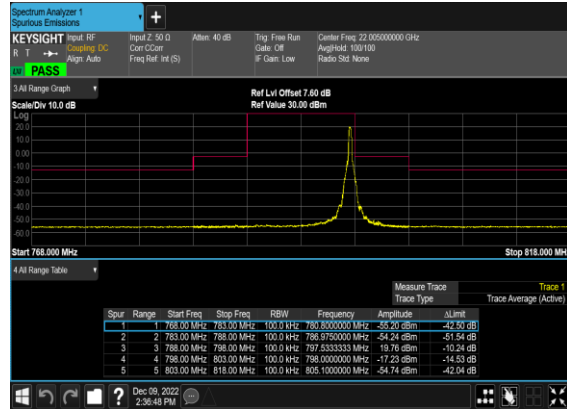 Spectrum Analyzer 1
Spurious Emissions
KEYSIGHT Input: RF Input Z: 50 Ω Atten: 40 dB Trig: Free Run Center Freq: 22.005000000 GHz
R T Coupling: DC Corr CCorr Gate: Off Avg|Hold: 100/100
Align: Auto Freq Ref: Int (S) IF Gain: Low Radio Std: None
LW PASS
3 All Range Graph
Ref Lvl Offset 7.60 dB
Scale/Div 10.0 dB Ref Value 30.00 dBm
Log
20.0
10.0
0.00
-10.0
-20.0
-30.0
-40.0
-50.0
-60.0
Start 768.000 MHz Stop 818.000 MH
4 All Range Table
Measure Trace Trace 1
Trace Type Trace Average (Active)
Spur Range Start Freq Stop Freq RBW Frequency Amplitude ΔLimit
1 1 768.00 MHz 783.00 MHz 100.0 kHz 780.8000000 MHz -55.20 dBm -42.50 dB
2 2 783.00 MHz 788.00 MHz 100.0 kHz 786.9750000 MHz -54.24 dBm -51.54 dB
3 3 788.00 MHz 798.00 MHz 100.0 kHz 797.5333333 MHz 19.76 dBm -10.24 dB
4 4 798.00 MHz 803.00 MHz 100.0 kHz 798.0000000 MHz -17.23 dBm -14.53 dB
5 5 803.00 MHz 818.00 MHz 100.0 kHz 805.1000000 MHz -54.74 dBm -42.04 dB
? Dec 09, 2022
2:36:48 PM